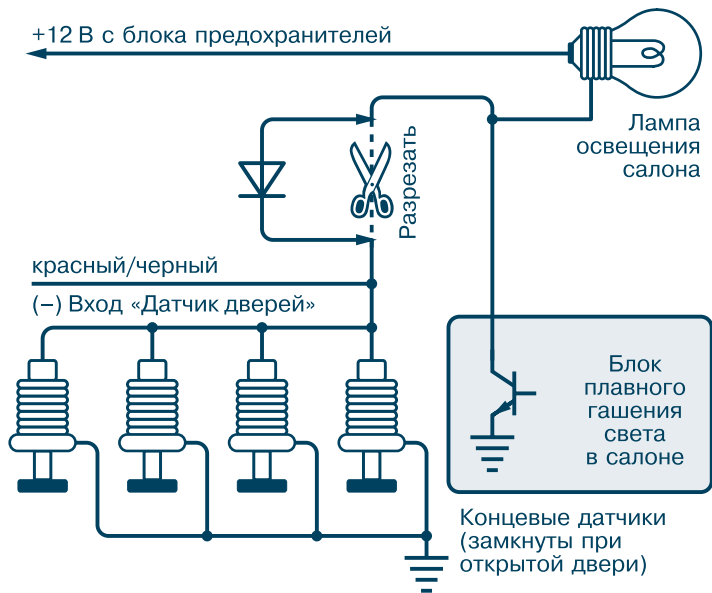 +12 В с блока предохранителей
Лампа
освещения
салона
Разрезать
красный/черный
(–) Вход «Датчик дверей»
Блок
плавного
гашения
света
в салоне
Концевые датчики
(замкнуты при
открытой двери)